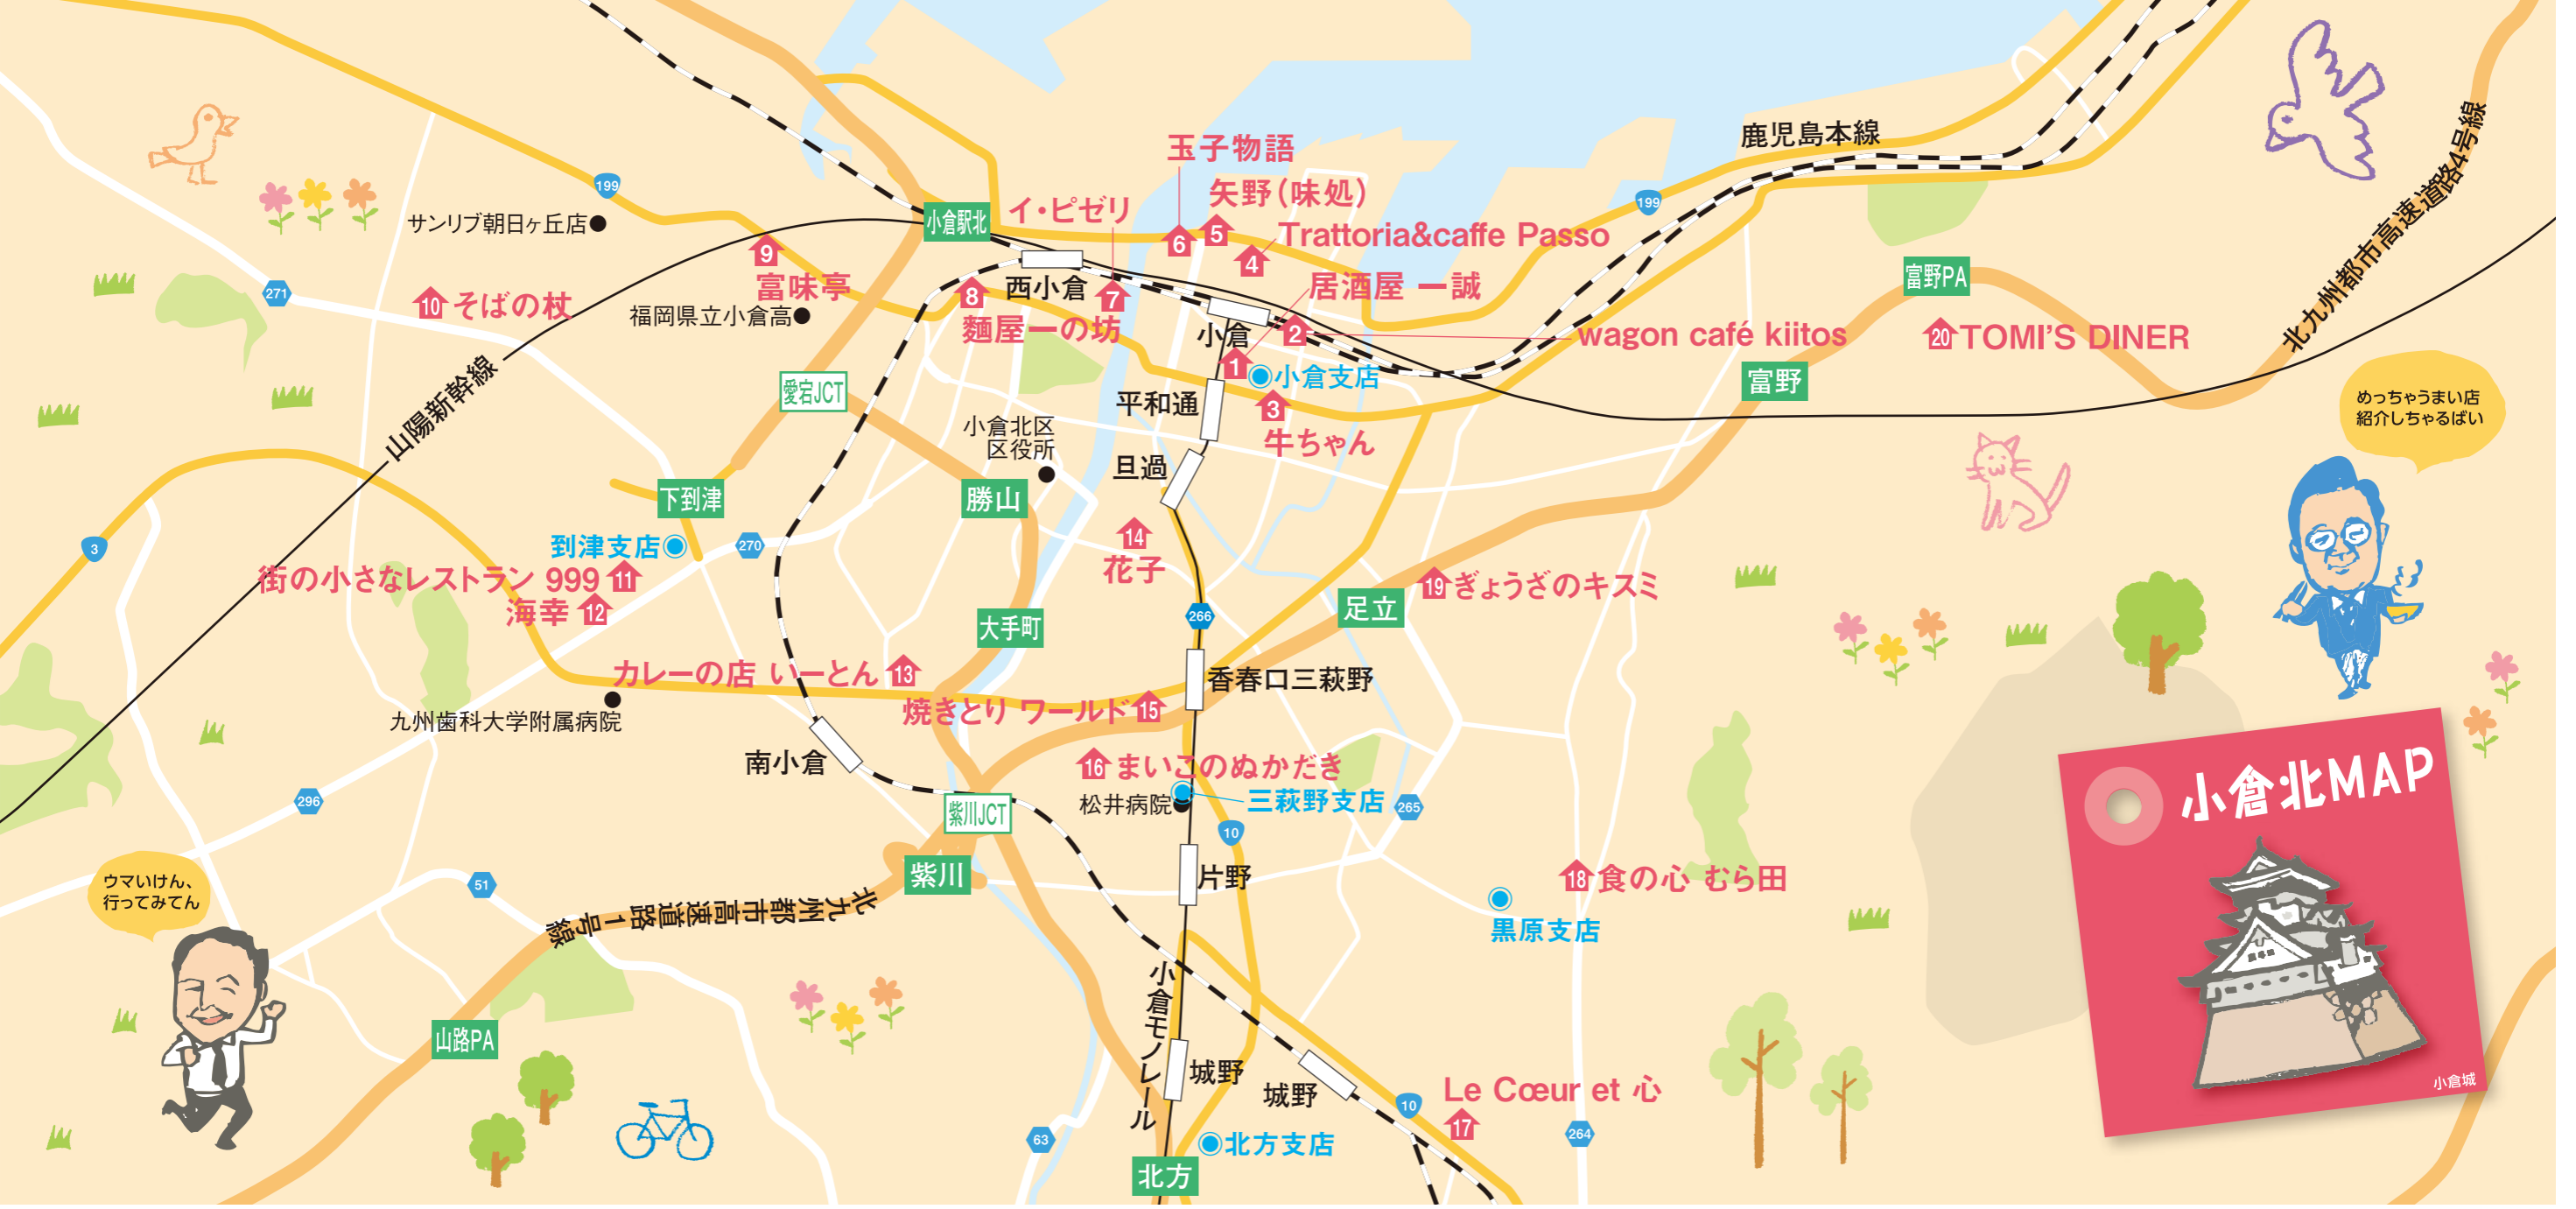 鹿児島本線
北九州都市高速道路4号線
玉子物語
矢野（味処）
イ・ピゼリ
小倉駅北
199
サンリブ朝日ヶ丘店
6
5
4
Trattoria&caffe Passo
199
9
富味亭
西小倉
8
7
麺屋一の坊
居酒屋 一誠
富野PA
271
10 そばの杖
福岡県立小倉高
小倉
2
wagon café kiitos
20 TOMI'S DINER
1
小倉支店
富野
めっちゃうまい店
紹介しちゃるばい
山陽新幹線
愛宕JCT
平和通
3
牛ちゃん
小倉北区
区役所
旦過
下到津
勝山
3
到津支店
270
14
花子
街の小さなレストラン 999 11
海幸 12
266
19 ぎょうざのキスミ
足立
大手町
カレーの店 いーとん 13
香春口三萩野
焼きとり ワールド 15
九州歯科大学附属病院
南小倉
16 まいこのぬかだき
松井病院
三萩野支店
265
296
紫川JCT
10
小倉北MAP
小倉城
ウマいけん、
行ってみてん
51
紫川
片野
18 食の心 むら田
黒原支店
北九州都市高速道路1号線
小倉モノレール
山路PA
城野
城野
Le Cœur et 心
17
10
63
北方支店
264
北方